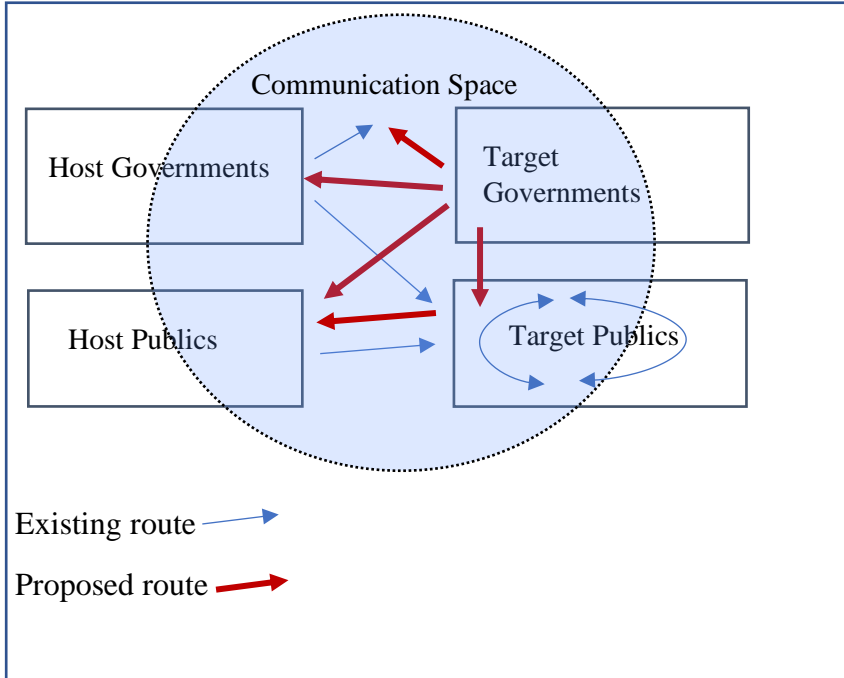 Communication Space
Host Governments
Target
Governments
Host Publics
Target Publics
Existing route
Proposed route